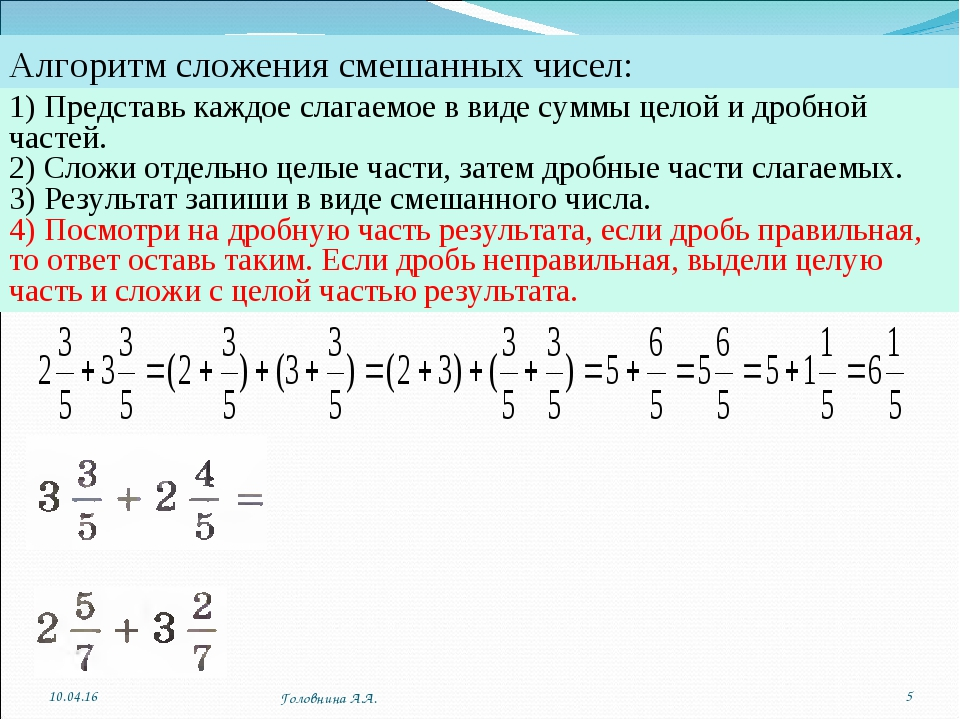 Алгоритм сложения смешанных чисел:
1) Представь каждое слагаемое в виде суммы целой и дробной
частей.
2) Сложи отдельно целые части, затем дробные части слагаемых.
3) Результат запиши в виде смешанного числа.
4) Посмотри на дробную часть результата, если дробь правильная,
то ответ оставь таким. Если дробь неправильная, выдели целую
часть и сложи с целой частью результата.
2 3/5 + 3 3/5 = (2 + 3/5) + (3 + 3/5) = (2 + 3) + (3/5 + 3/5) = 5 + 6/5 = 5 6/5 = 5 + 1 1/5 = 6 1/5
3 3/5 + 2 4/5 =
2 5/7 + 3 2/7
10.04.16 Головнина А.А. 5